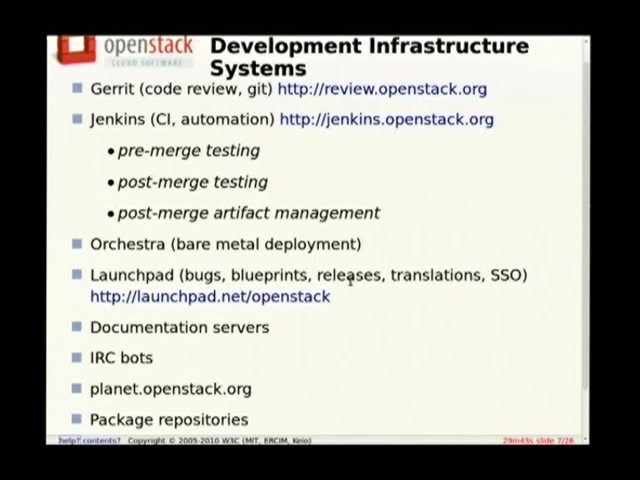 openstack
CLOUD SOFTWARE
Development Infrastructure
Systems
Gerrit (code review, git) http://review.openstack.org
Jenkins (CI, automation) http://jenkins.openstack.org
pre-merge testing
post-merge testing
post-merge artifact management
Orchestra (bare metal deployment)
Launchpad (bugs, blueprints, releases, translations, SSO)
http://launchpad.net/openstack
Documentation servers
IRC bots
planet.openstack.org
Package repositories
help? contents? Copyright © 2005-2010 W3C (MIT, ERCIM, Keio)
29m43s slide 7/26